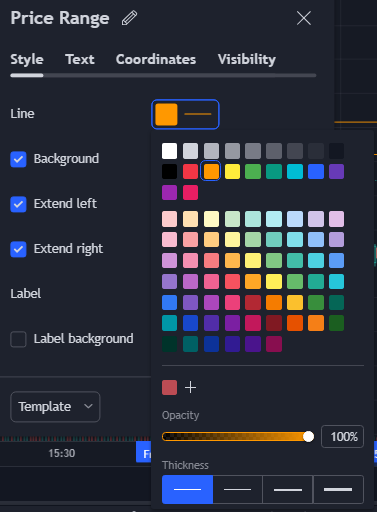 Price Range
Style Text Coordinates Visibility
Line
Background
Extend left
Extend right
Label
Label background
Opacity
100%
Template
15:30
Thickness